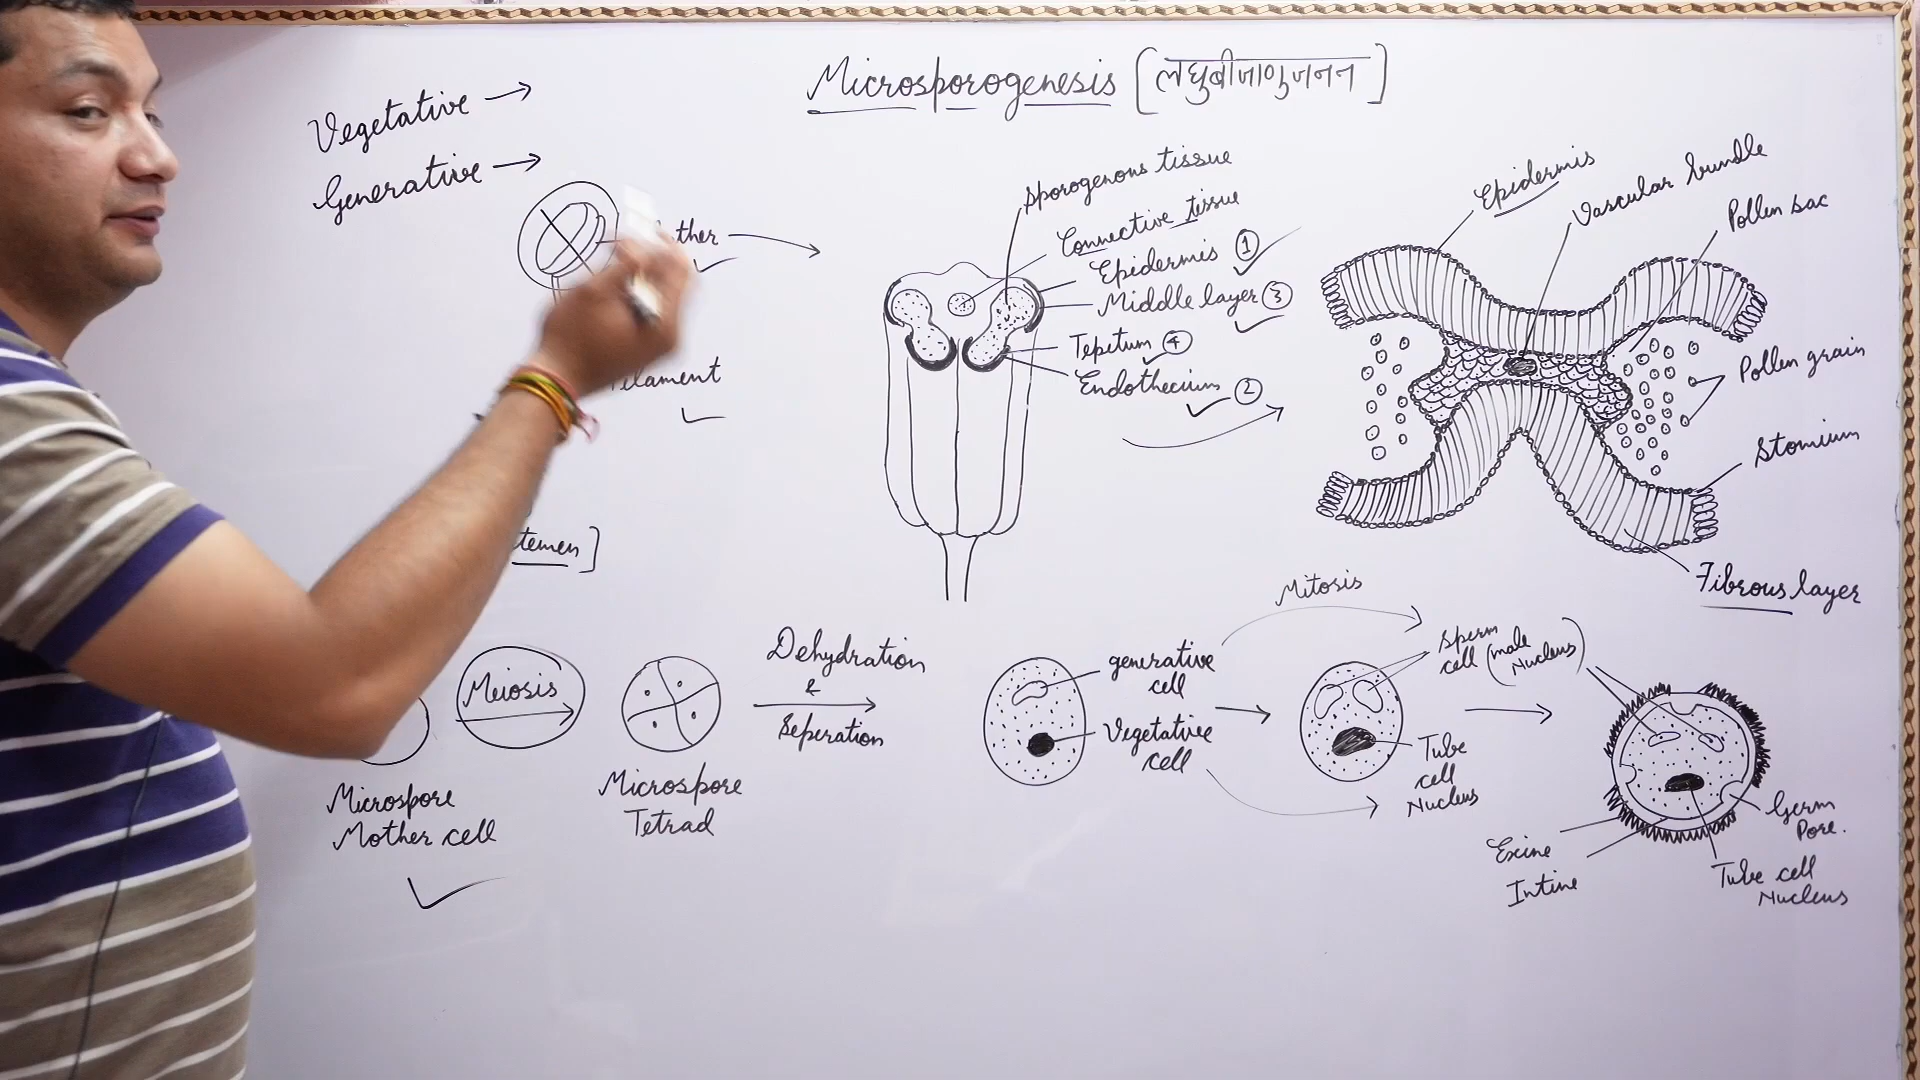 Microsporogenesis [लघुबीजाणुजनन]
Vegetative →
Generative →
Sporogenous tissue
Connective tissue
Epidermis ①
Middle layer ③
Tepetum ④
Endothecium ②
Epidermis
Vascular bundle
Pollen sac
Pollen grain
Stomium
Fibrous layer
Meiosis
Microspore
Mother cell
Microspore
Tetrad
Dehydration
&
Seperation
generative
cell
Vegetative
cell
Mitosis
Sperm
cell (male
Nucleus)
Tube
cell
Nucleus
Exine
Intine
Germ
Pore.
Tube cell
Nucleus